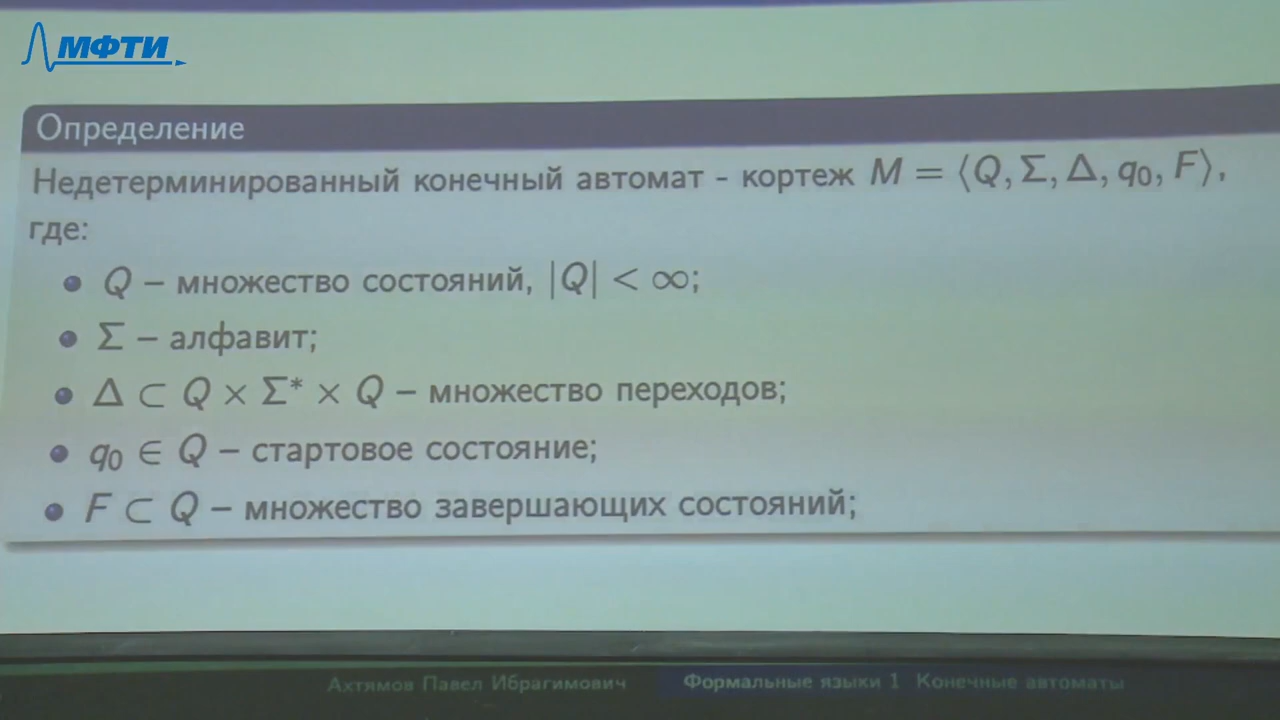 МФТИ
Определение
Недетерминированный конечный автомат - кортеж M = ⟨Q, Σ, Δ, q₀, F⟩,
где:
Q – множество состояний, |Q| < ∞;
Σ – алфавит;
Δ ⊂ Q × Σ* × Q – множество переходов;
q₀ ∈ Q – стартовое состояние;
F ⊂ Q – множество завершающих состояний;
Ахтямов Павел Ибрагимович Формальные языки 1 Конечные автоматы